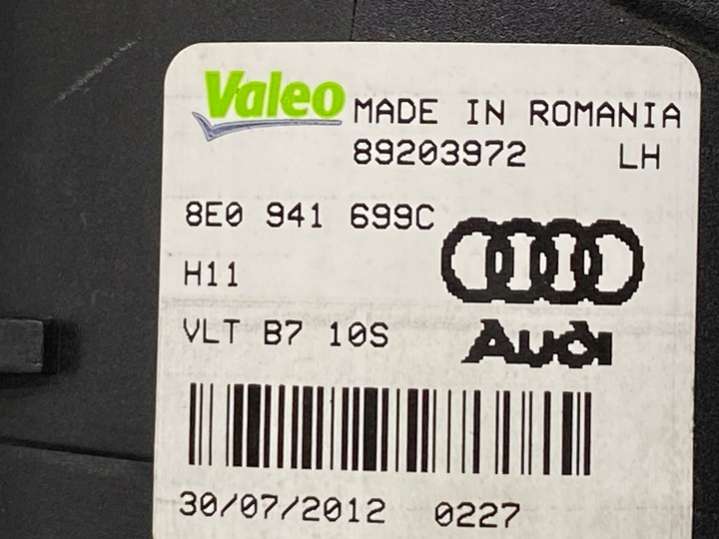 Valeo MADE IN ROMANIA
89203972 LH
8E0 941 699C
H11
Audi
VLT B7 10S
30/07/2012 0227